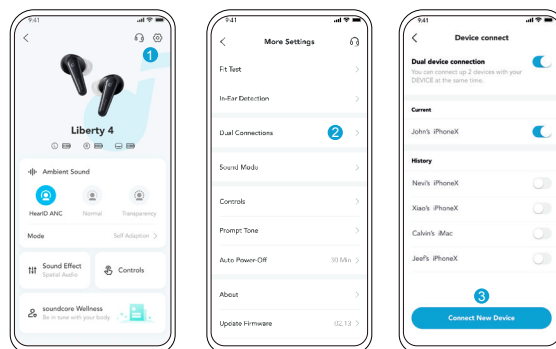 9:41
1
Liberty 4
Ambient Sound
HearID ANC Normal Transparency
Mode Self Adaption
Sound Effect
Spatial Audio
Controls
soundcore Wellness
Be in tune with your body.
9:41
More Settings
Fit Test
In-Ear Detection
Dual Connections 2
Sound Mode
Controls
Prompt Tone
Auto Power-Off 30 Min
About
Update Firmware 02.13
9:41
Device connect
Dual device connection
You can connect up 2 devices with your
DEVICE at the same time.
Current
John's iPhoneX
History
Nevi's iPhoneX
Xiao's iPhoneX
Calvin's iMac
Jeef's iPhoneX
3
Connect New Device